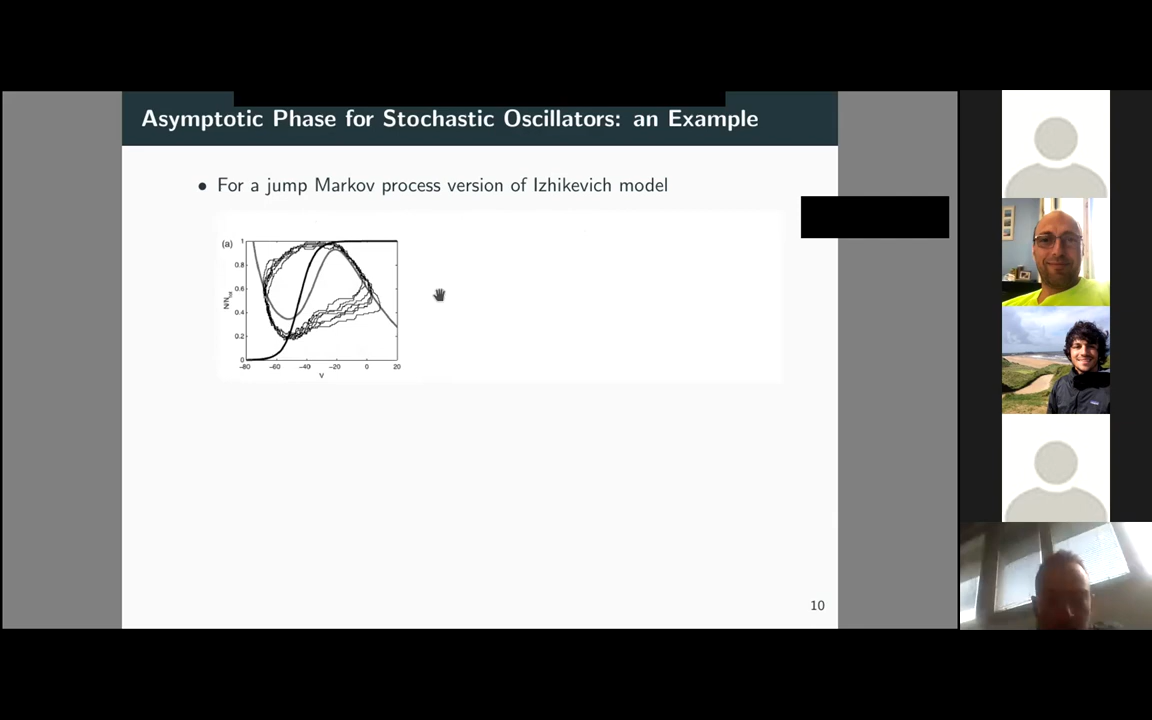 Asymptotic Phase for Stochastic Oscillators: an Example
• For a jump Markov process version of Izhikevich model
(a)
1
0.8
0.6
0.4
0.2
0
N/N_tot
−80 −60 −40 −20 0 20
V
10